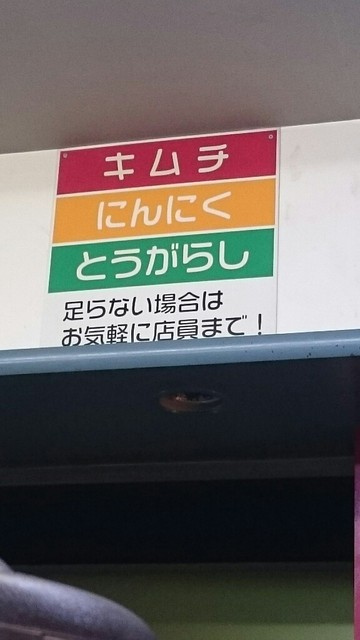 キムチ
にんにく
とうがらし
足らない場合は
お気軽に店員まで！